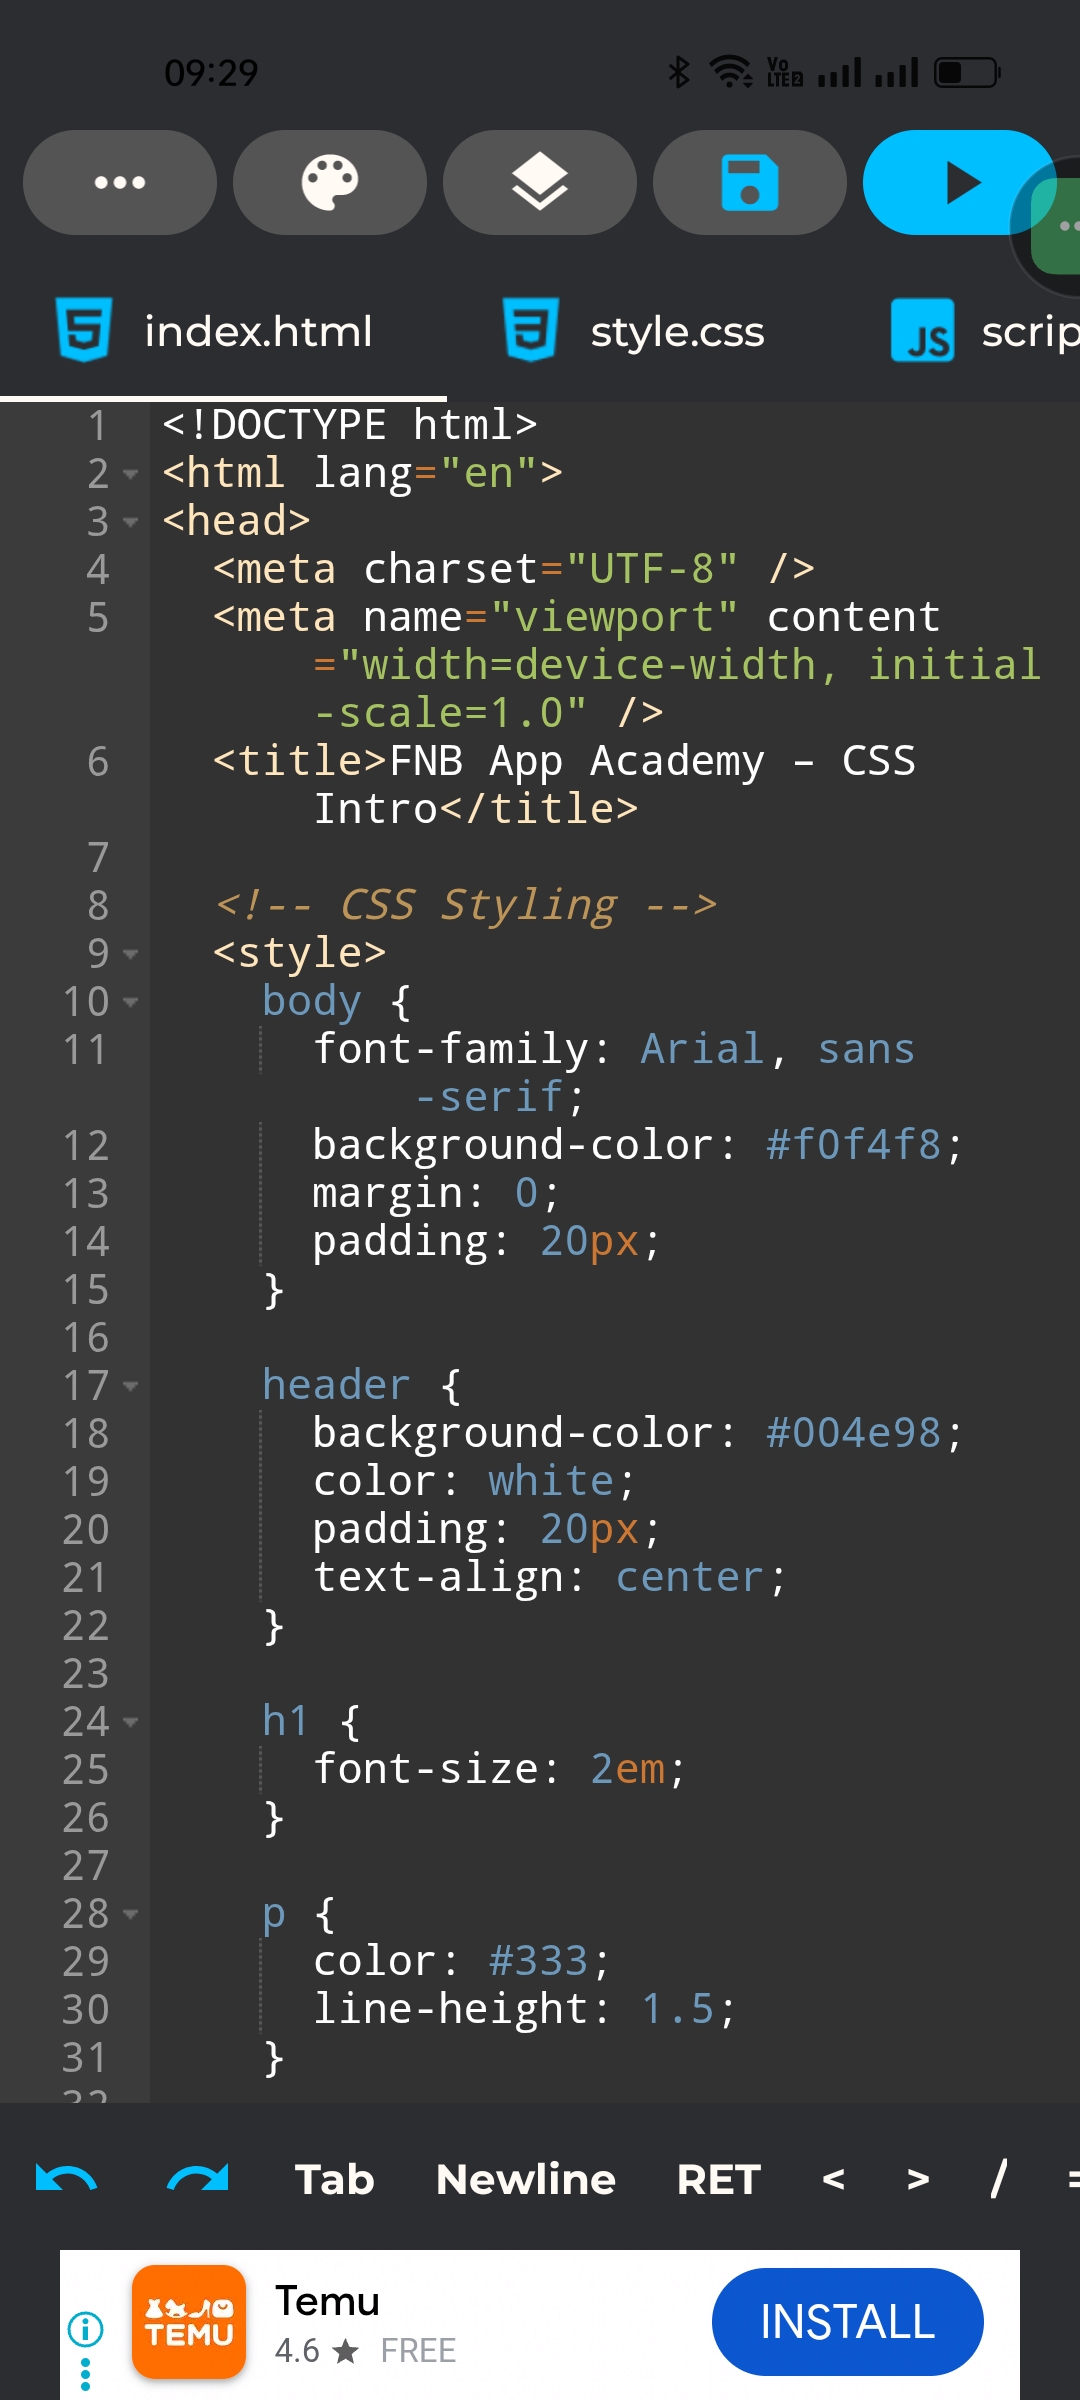 09:29
Vo LTE2
index.html style.css JS scrip
1 <!DOCTYPE html>
2 <html lang="en">
3 <head>
4 <meta charset="UTF-8" />
5 <meta name="viewport" content
="width=device-width, initial
-scale=1.0" />
6 <title>FNB App Academy – CSS
Intro</title>
7
8 <!-- CSS Styling -->
9 <style>
10 body {
11 font-family: Arial, sans
-serif;
12 background-color: #f0f4f8;
13 margin: 0;
14 padding: 20px;
15 }
16
17 header {
18 background-color: #004e98;
19 color: white;
20 padding: 20px;
21 text-align: center;
22 }
23
24 h1 {
25 font-size: 2em;
26 }
27
28 p {
29 color: #333;
30 line-height: 1.5;
31 }
32
Tab Newline RET < > / =
TEMU
Temu
4.6 ★ FREE
INSTALL